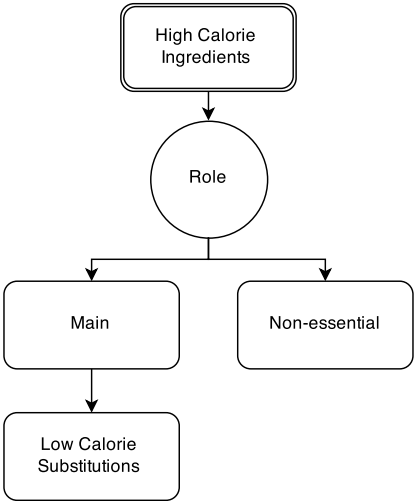 High Calorie
Ingredients
Role
Main
Non-essential
Low Calorie
Substitutions